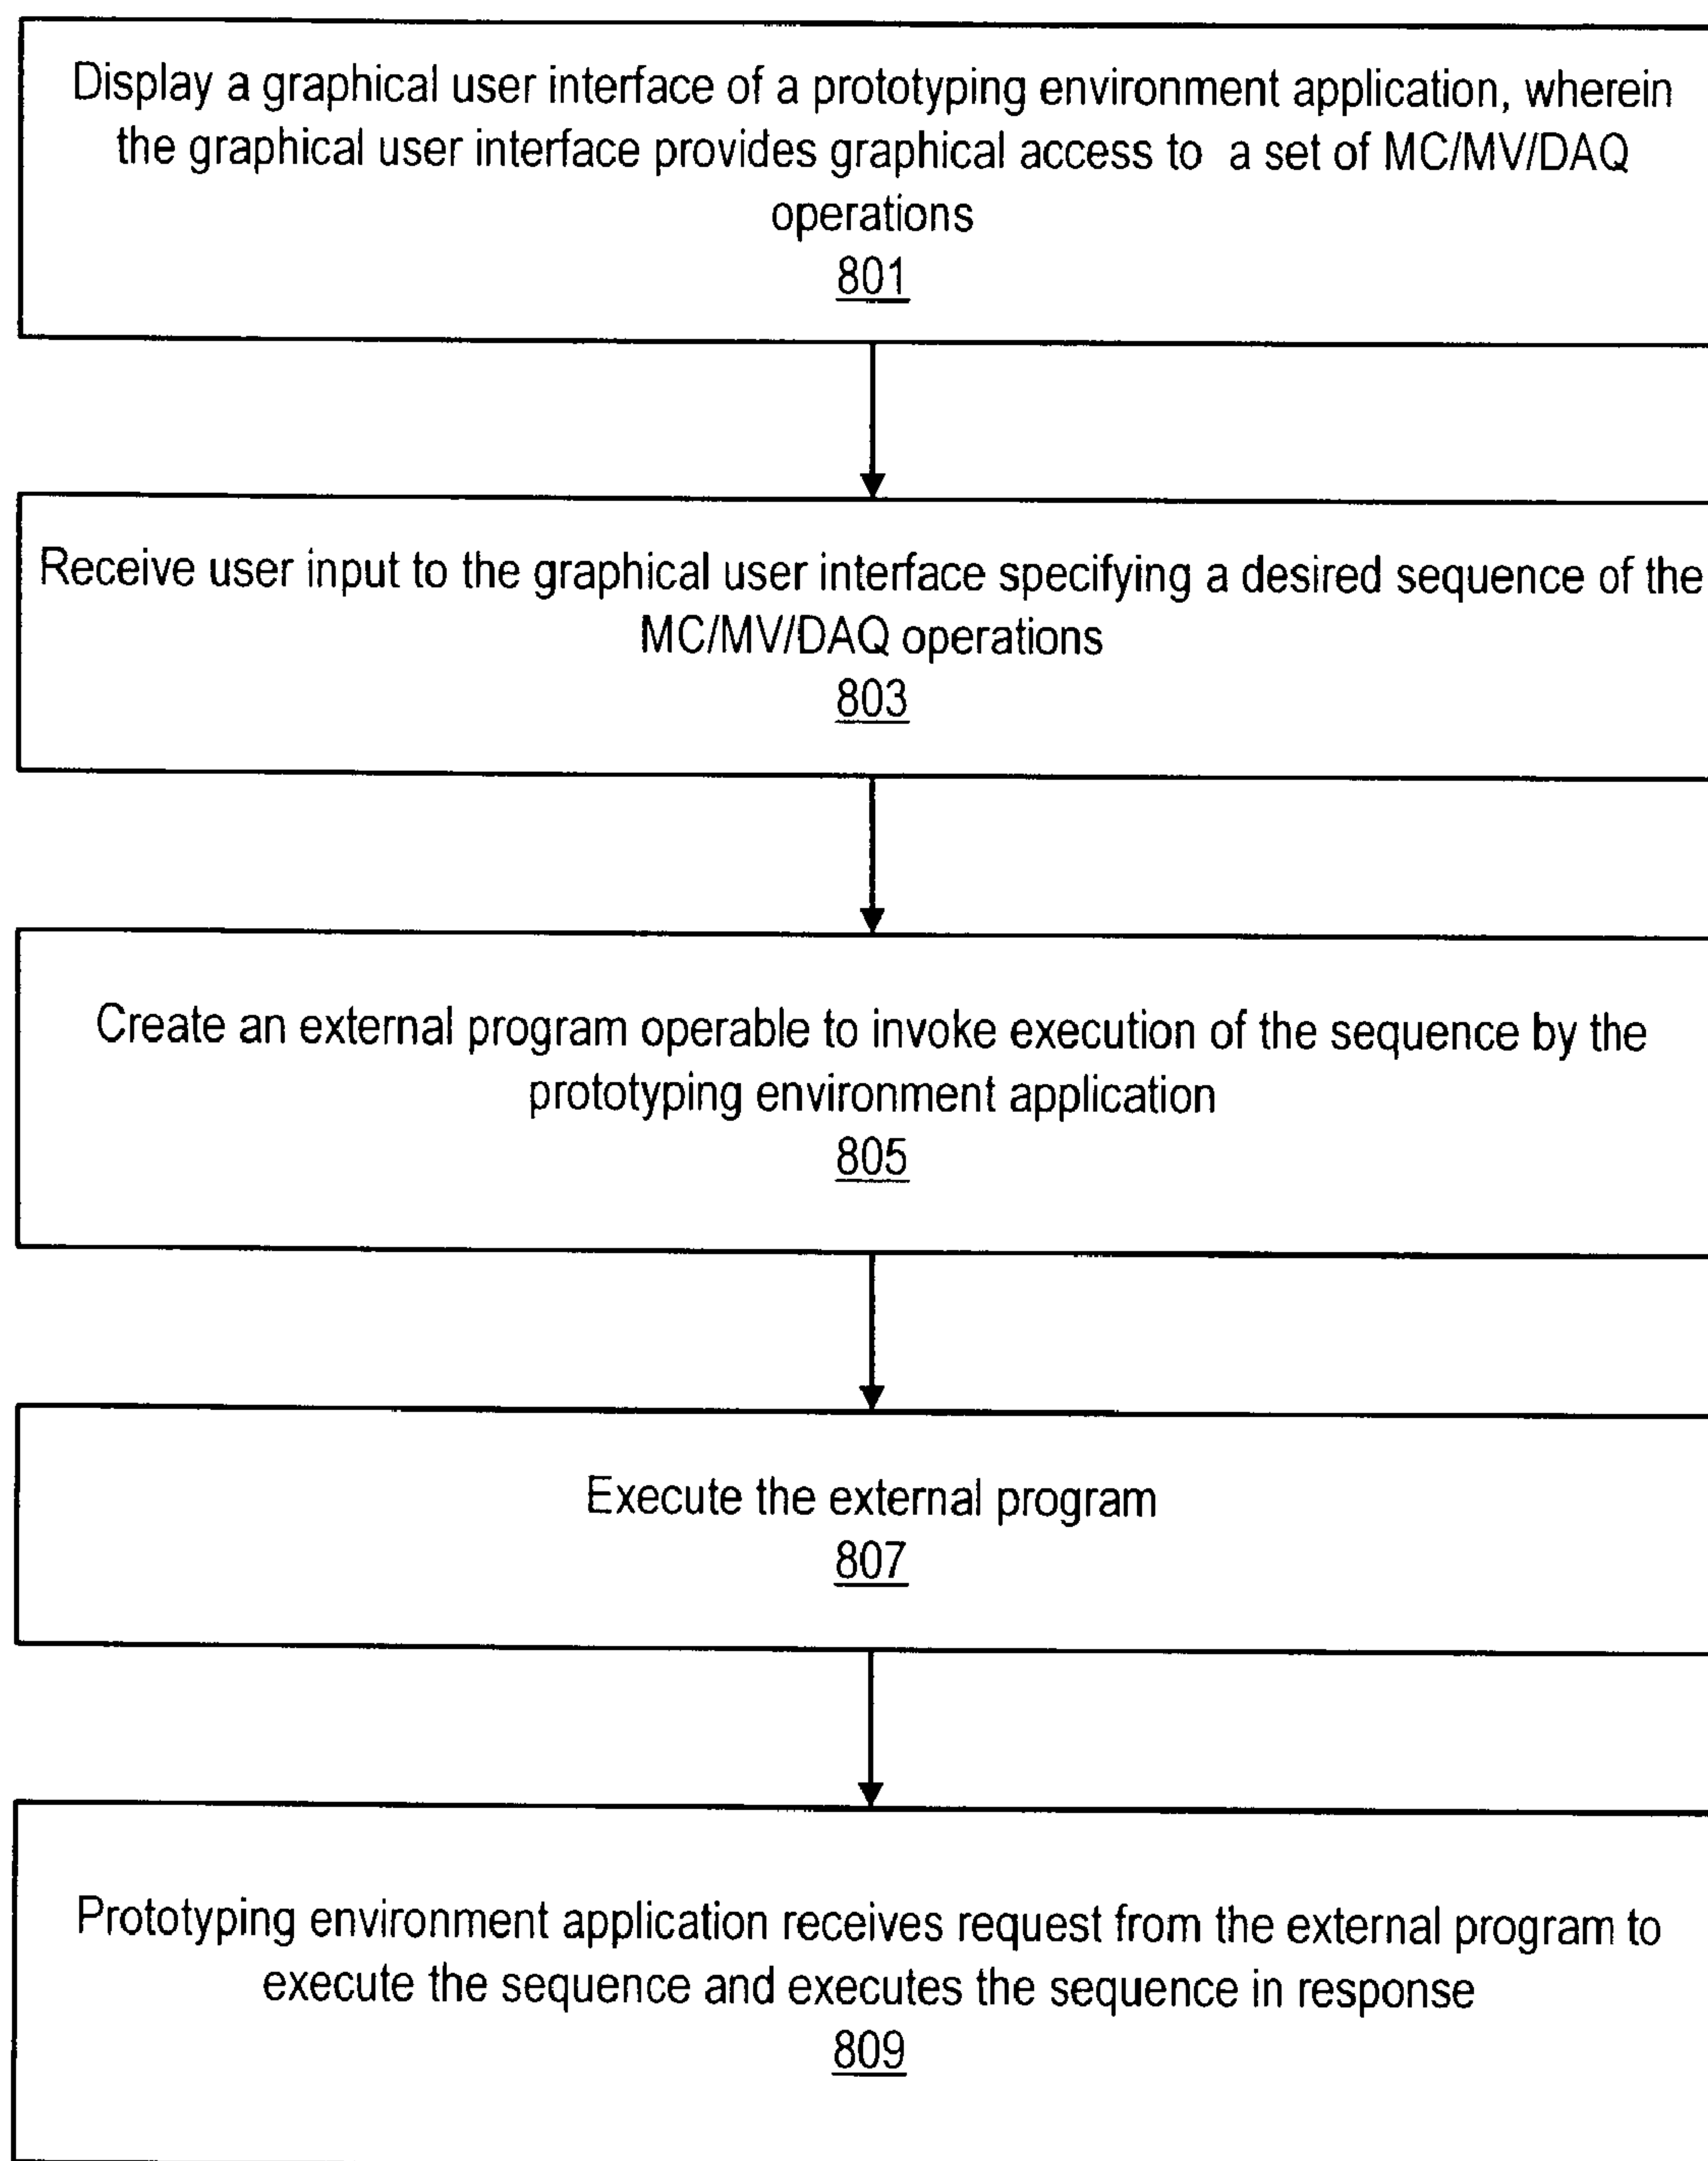 Display a graphical user interface of a prototyping environment application, wherein
the graphical user interface provides graphical access to a set of MC/MV/DAQ
operations
801
Receive user input to the graphical user interface specifying a desired sequence of the
MC/MV/DAQ operations
803
Create an external program operable to invoke execution of the sequence by the
prototyping environment application
805
Execute the external program
807
Prototyping environment application receives request from the external program to
execute the sequence and executes the sequence in response
809